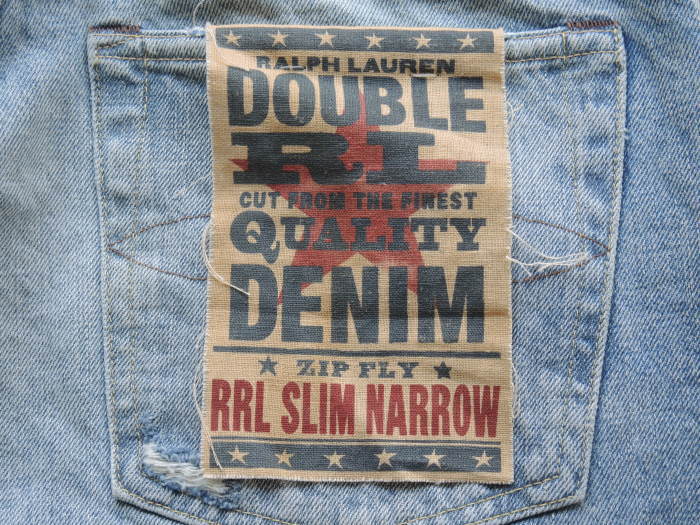 RALPH LAUREN
DOUBLE
RL
CUT FROM THE FINEST
QUALITY
DENIM
ZIP FLY
RRL SLIM NARROW